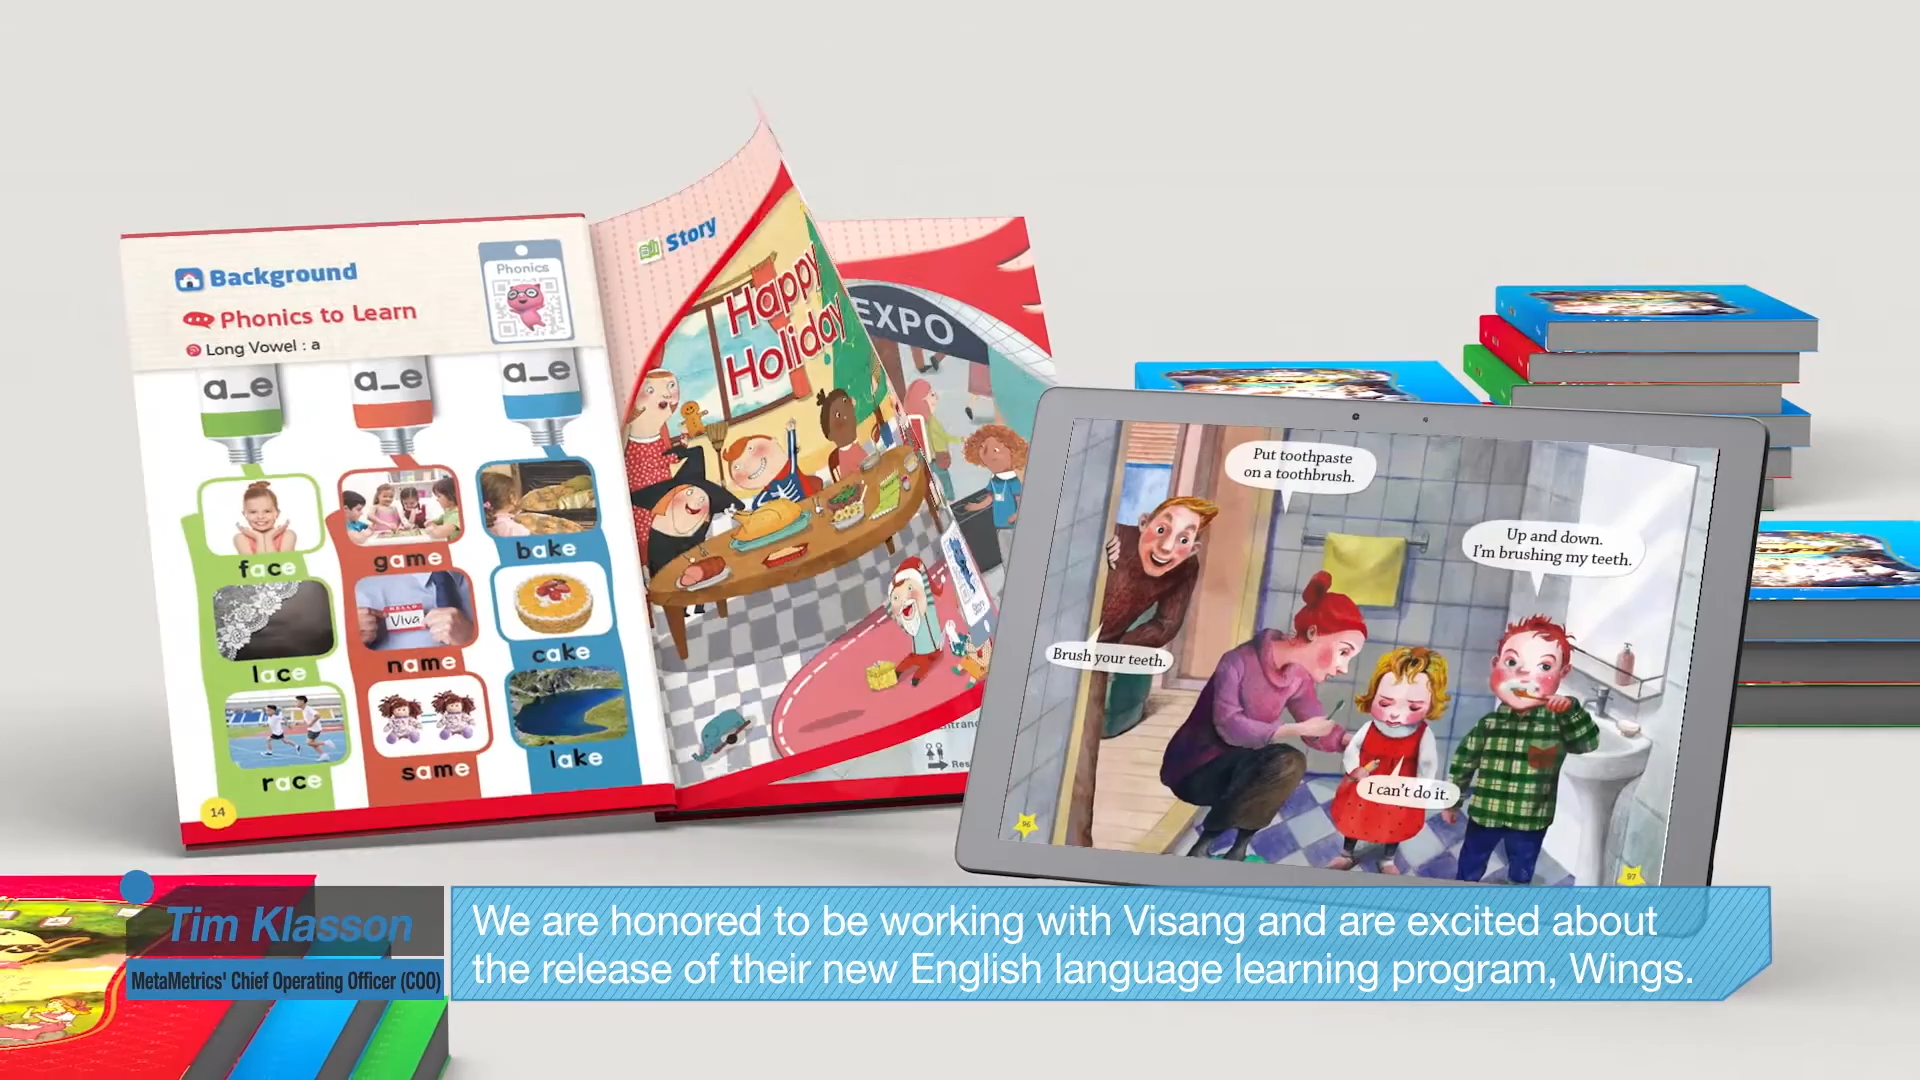 Background
Phonics to Learn
Long Vowel : a
Phonics
a_e
a_e
a_e
face
game
bake
lace
Viva
name
cake
race
same
lake
14
Story
Happy
Holiday
Story
EXPO
Put toothpaste
on a toothbrush.
Up and down.
I'm brushing my teeth.
Brush your teeth.
I can't do it.
96
97
Tim Klasson
MetaMetrics' Chief Operating Officer (COO)
We are honored to be working with Visang and are excited about
the release of their new English language learning program, Wings.